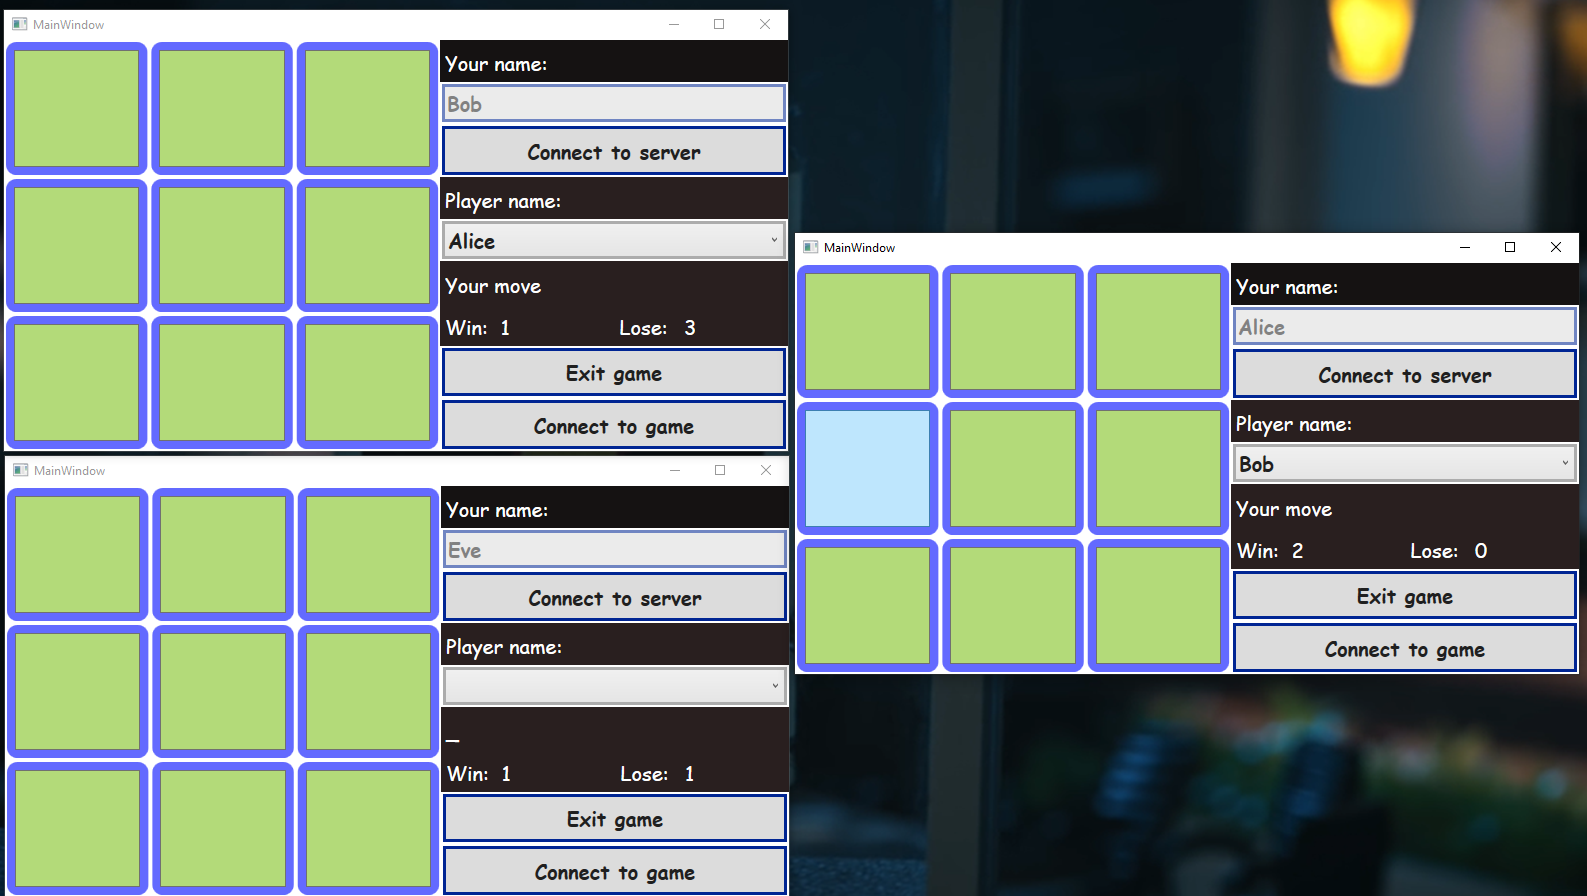 MainWindow
Your name:
Bob
Connect to server
Player name:
Alice
Your move
Win: 1 Lose: 3
Exit game
Connect to game
MainWindow
Your name:
Eve
Connect to server
Player name:
—
Win: 1 Lose: 1
Exit game
Connect to game
MainWindow
Your name:
Alice
Connect to server
Player name:
Bob
Your move
Win: 2 Lose: 0
Exit game
Connect to game